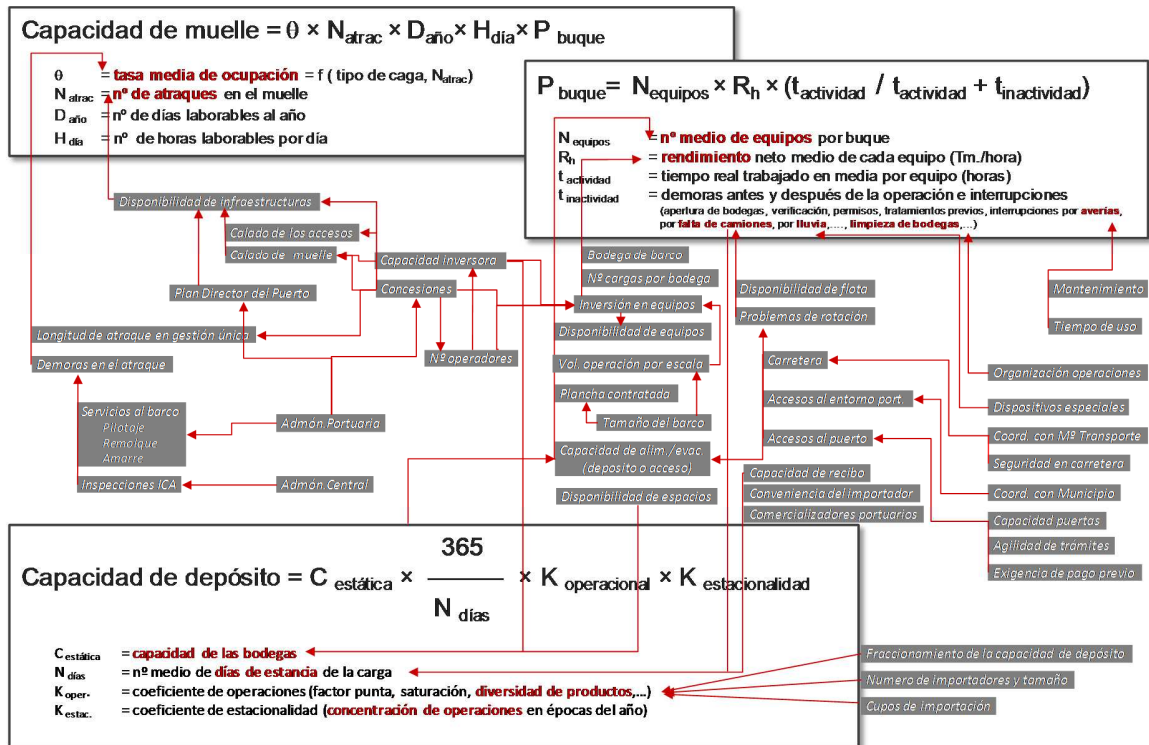 Capacidad de muelle = θ × N atrac × D año × H día × P buque
θ = tasa media de ocupación = f ( tipo de caga, N atrac)
N atrac = nº de atraques en el muelle
D año = nº de días laborables al año
H día = nº de horas laborables por día
P buque = N equipos × R h × (t actividad / t actividad + t inactividad)
N equipos = nº medio de equipos por buque
R h = rendimiento neto medio de cada equipo (Tm./hora)
t actividad = tiempo real trabajado en media por equipo (horas)
t inactividad = demoras antes y después de la operación e interrupciones
(apertura de bodegas, verificación, permisos, tratamientos previos, interrupciones por averías,
por falta de camiones, por lluvia,...., limpieza de bodegas,...)
Disponibilidad de infraestructuras
Calado de los accesos
Calado de muelle
Capacidad inversora
Plan Director del Puerto
Concesiones
Longitud de atraque en gestión única
Demoras en el atraque
Nº operadores
Servicios al barco
Pilotaje
Remolque
Amarre
Admón.Portuaria
Inspecciones ICA
Admón.Central
Bodega de barco
Nº cargas por bodega
Inversión en equipos
Disponibilidad de equipos
Vol. operación por escala
Plancha contratada
Tamaño del barco
Capacidad de alim./evac.
(deposito o acceso)
Disponibilidad de espacios
Disponibilidad de flota
Problemas de rotación
Carretera
Accesos al entorno port.
Accesos al puerto
Capacidad de recibo
Conveniencia del importador
Comercializadores portuarios
Mantenimiento
Tiempo de uso
Organización operaciones
Dispositivos especiales
Coord. con Mº Transporte
Seguridad en carretera
Coord. con Municipio
Capacidad puertas
Agilidad de trámites
Exigencia de pago previo
365
Capacidad de depósito = C estática × × K operacional × K estacionalidad
N días
C estática = capacidad de las bodegas
N días = nº medio de días de estancia de la carga
K oper. = coeficiente de operaciones (factor punta, saturación, diversidad de productos,...)
K estac. = coeficiente de estacionalidad (concentración de operaciones en épocas del año)
Fraccionamiento de la capacidad de depósito
Numero de importadores y tamaño
Cupos de importación